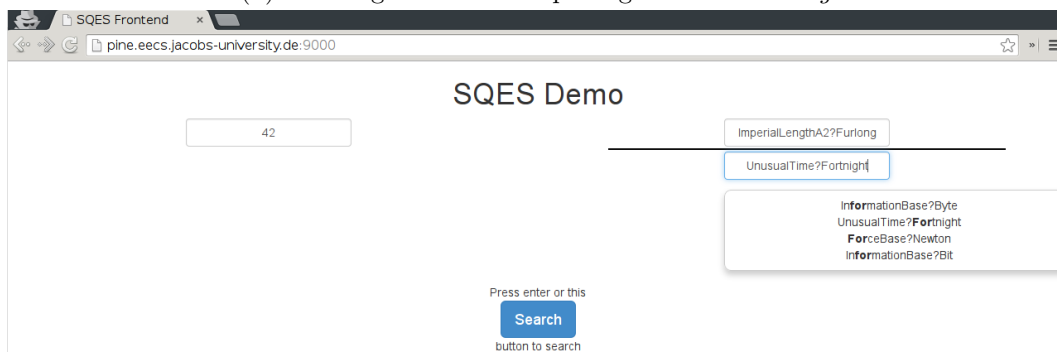 SQES Frontend ×
pine.eecs.jacobs-university.de:9000
SQES Demo
42
ImperialLengthA2?Furlong
UnusualTime?Fortnight
InformationBase?Byte
UnusualTime?Fortnight
ForceBase?Newton
InformationBase?Bit
Press enter or this
Search
button to search